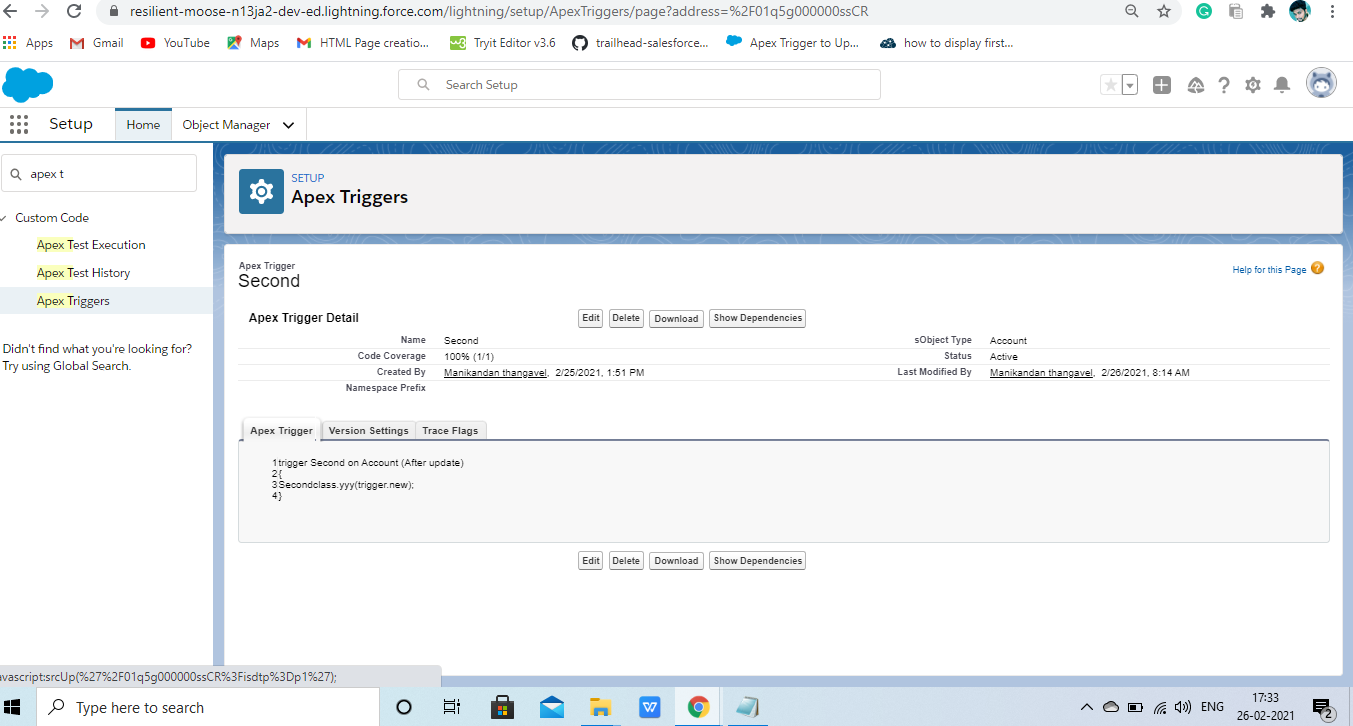 resilient-moose-n13ja2-dev-ed.lightning.force.com/lightning/setup/ApexTriggers/page?address=%2F01q5g000000ssCR
Apps Gmail YouTube Maps HTML Page creatio... Tryit Editor v3.6 trailhead-salesforce... Apex Trigger to Up... how to display first...
Search Setup
Setup Home Object Manager
apex t
Custom Code
Apex Test Execution
Apex Test History
Apex Triggers
Didn't find what you're looking for?
Try using Global Search.
SETUP
Apex Triggers
Apex Trigger
Second
Help for this Page
Apex Trigger Detail Edit Delete Download Show Dependencies
Name Second sObject Type Account
Code Coverage 100% (1/1) Status Active
Created By Manikandan thangavel, 2/25/2021, 1:51 PM Last Modified By Manikandan thangavel, 2/26/2021, 8:14 AM
Namespace Prefix
Apex Trigger Version Settings Trace Flags
1trigger Second on Account (After update)
2{
3Secondclass.yyy(trigger.new);
4}
Edit Delete Download Show Dependencies
avascript:srcUp(%27%2F01q5g000000ssCR%3Fisdtp%3Dp1%27);
Type here to search
ENG
17:33
26-02-2021
2